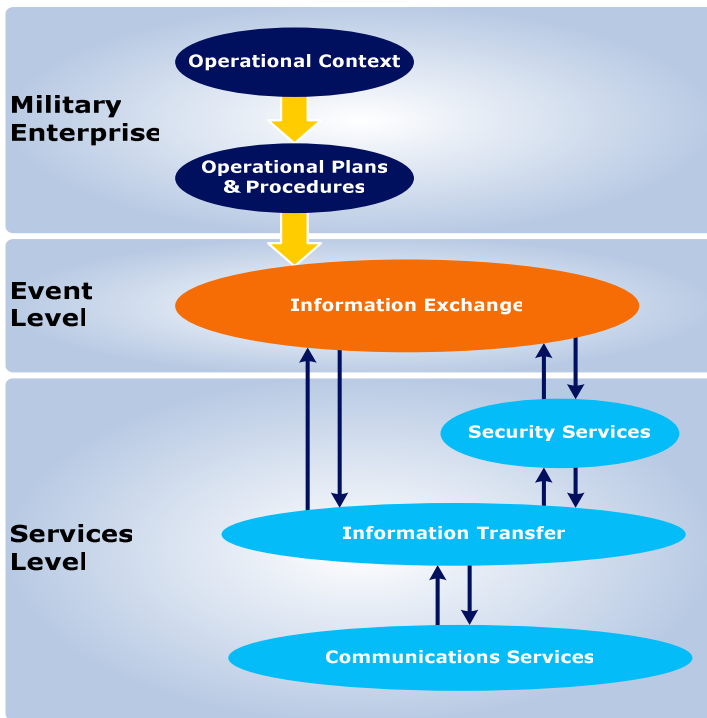 Operational Context
Military
Enterprise
Operational Plans
& Procedures
Event
Level
Information Exchange
Security Services
Services
Level
Information Transfer
Communications Services